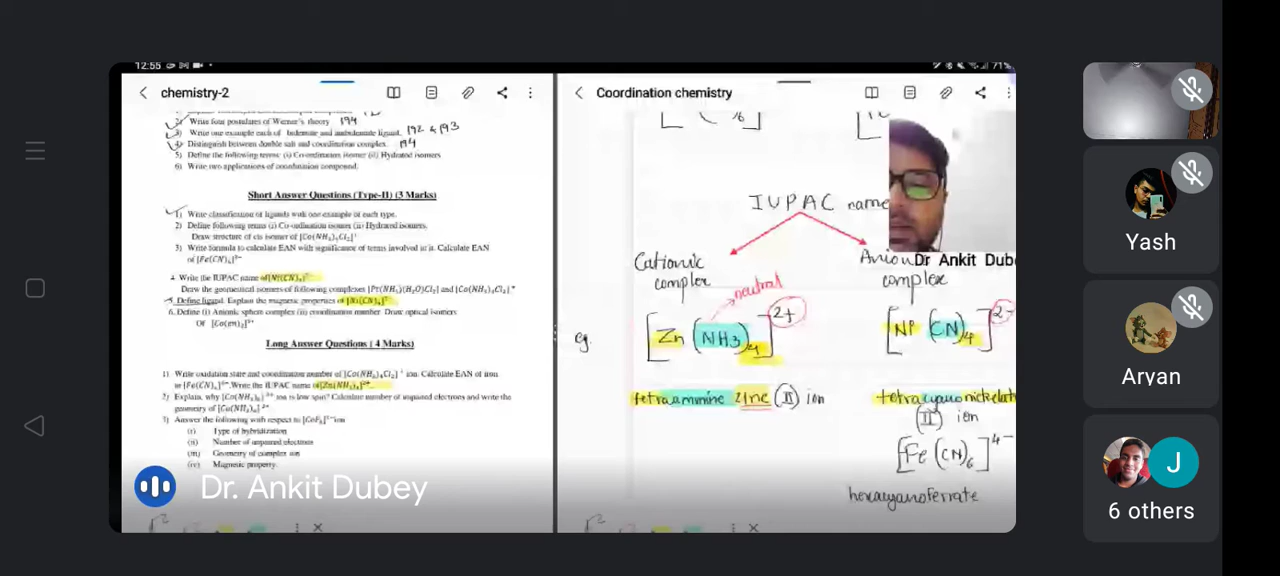 12:55
71%
chemistry-2
2) Write four postulates of Werner's theory 194
3) Write one example each of bidentate and ambidentate ligand. 192 & 193
4) Distinguish between double salt and coordination complex. 194
5) Define the following terms: (i) Co-ordination isomer (ii) Hydrated isomers
6) Write two applications of coordination compound.
Short Answer Questions (Type-II) (3 Marks)
1) Write classification of ligands with one example of each type.
2) Define following terms (i) Co-ordination isomer (ii) Hydrated isomers.
Draw structure of cis isomer of [Co(NH₃)₄Cl₂]⁺
3) Write formula to calculate EAN with significance of terms involved in it. Calculate EAN
of [Fe(CN)₆]
4. Write the IUPAC name of [Ni(CN)₄]²⁻
Draw the geometrical isomers of following complexes [Pt(NH₃)(H₂O)Cl₂] and [Co(NH₃)₄Cl₂]⁺
5. Define ligand. Explain the magnetic properties of [Ni(CN)₄]²⁻
6. Define (i) Anionic sphere complex (ii) coordination number Draw optical isomers
Of [Co(en)₃]³⁺
Long Answer Questions ( 4 Marks)
1) Write oxidation state and coordination number of [Co(NH₃)₄Cl₂]⁺ ion. Calculate EAN of iron
in [Fe(CN)₆]. Write the IUPAC name of [Zn(NH₃)₄]²⁺
2) Explain, why [Co(NH₃)₆]³⁺ ion is low spin? Calculate number of unpaired electrons and write the
geometry of [Cu(NH₃)₄]²⁺
3) Answer the following with respect to [CoF₆]³⁻ion
(i) Type of hybridization
(ii) Number of unpaired electrons
(iii) Geometry of complex ion
(iv) Magnetic property.
Coordination chemistry
IUPAC name
Cationic complex
neutral
[Zn(NH3)₄]²⁺
eg.
tetraammine zinc (II) ion
Anion
complex
[Ni(CN)₄]²⁻
tetracyanonickelat
(II) ion
[Fe(CN)₆]⁴⁻
hexacyanoferrate
Dr Ankit Dub
Dr. Ankit Dubey
Yash
Aryan
J
6 others